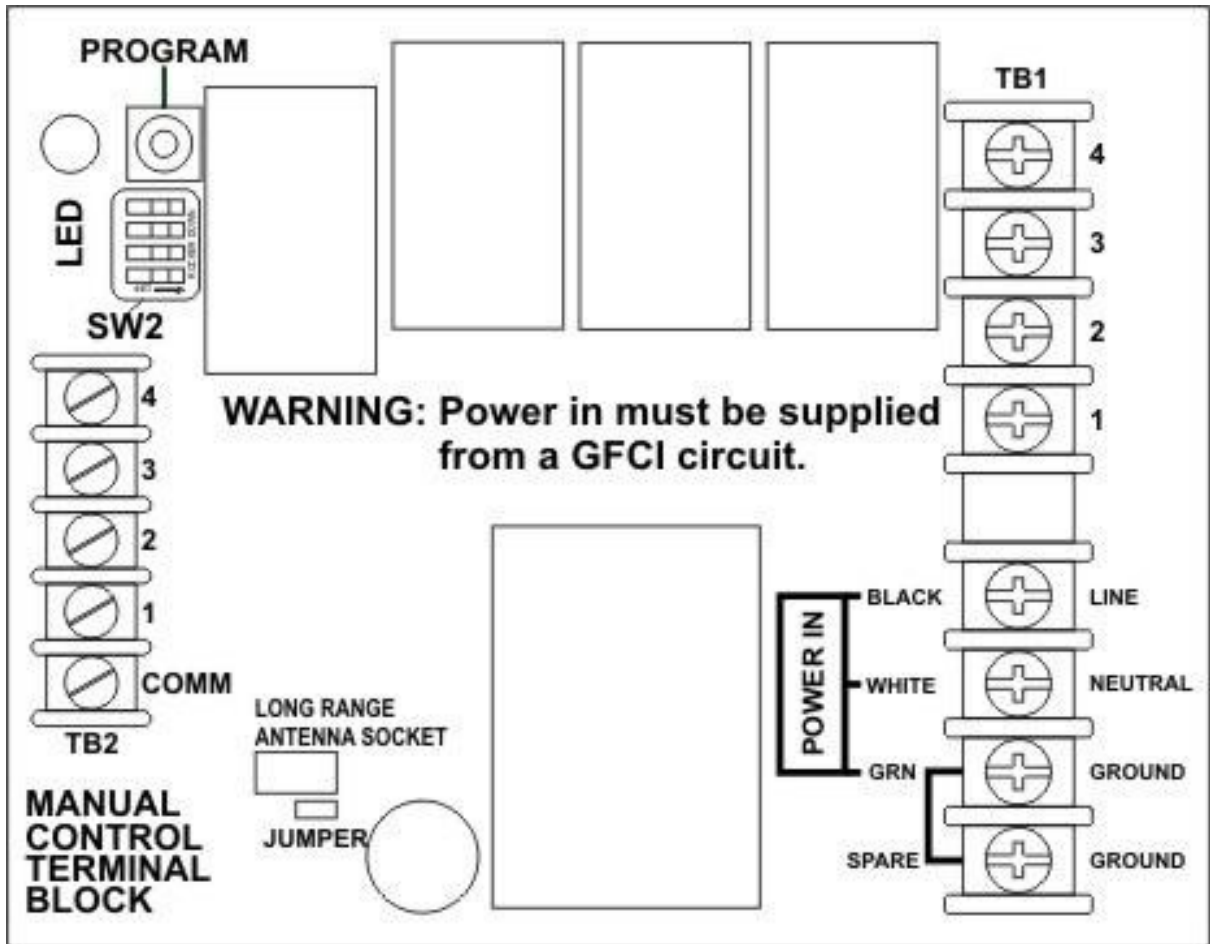 PROGRAM
TB1
LED
SW2
4
3
2
1
COMM
TB2
4
3
2
1
WARNING: Power in must be supplied
from a GFCI circuit.
POWER IN
BLACK
LINE
WHITE
NEUTRAL
GRN
GROUND
SPARE
GROUND
LONG RANGE
ANTENNA SOCKET
JUMPER
MANUAL
CONTROL
TERMINAL
BLOCK